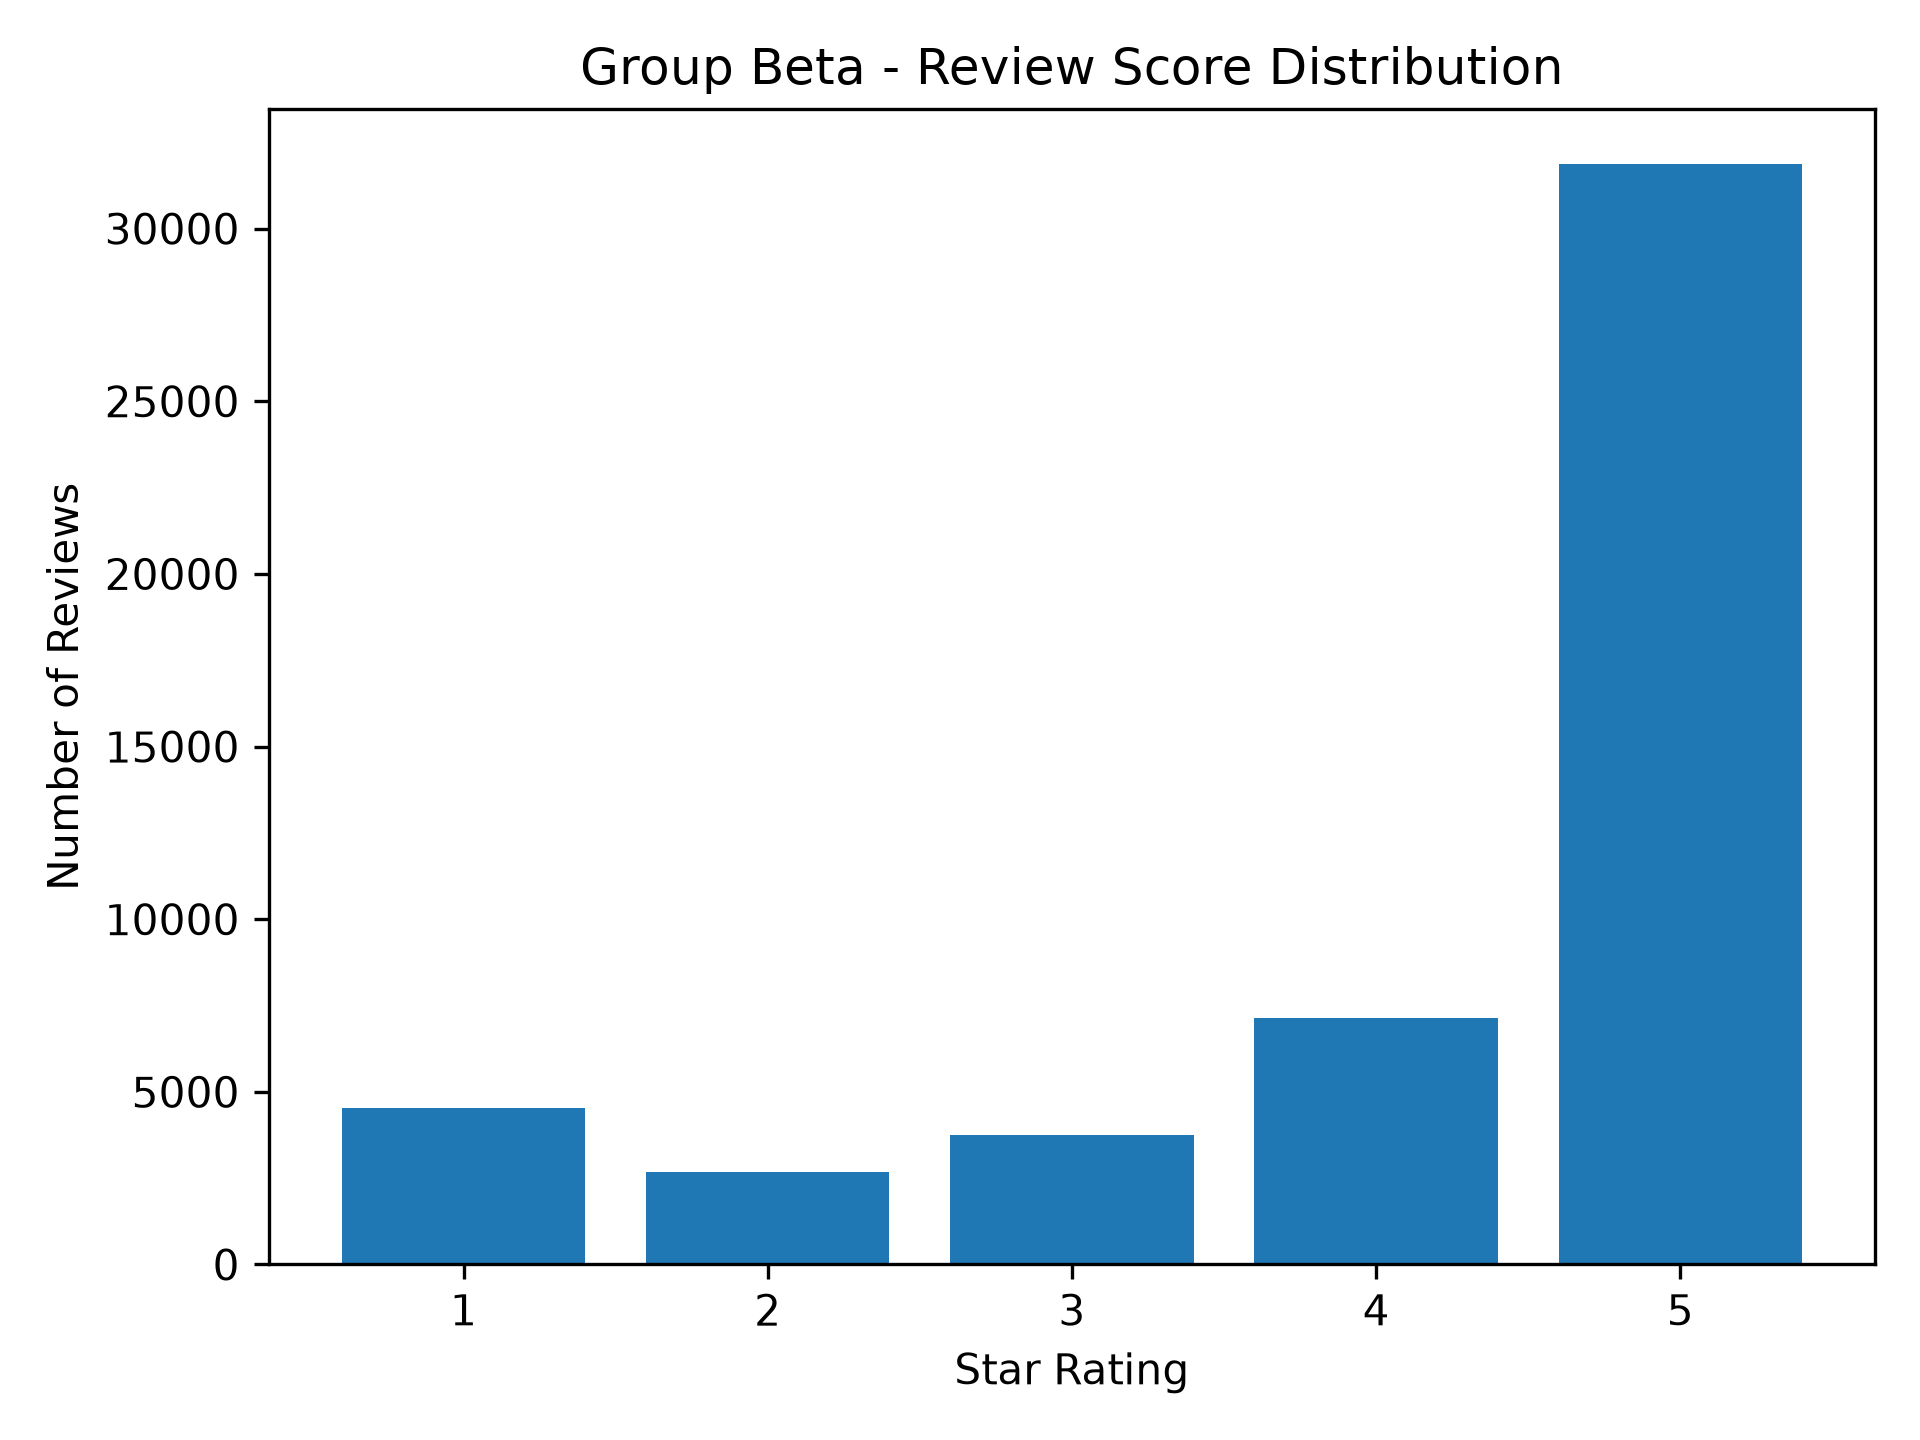 Group Beta - Review Score Distribution
30000
25000
20000
15000
10000
5000
0
Number of Reviews
1 2 3 4 5
Star Rating